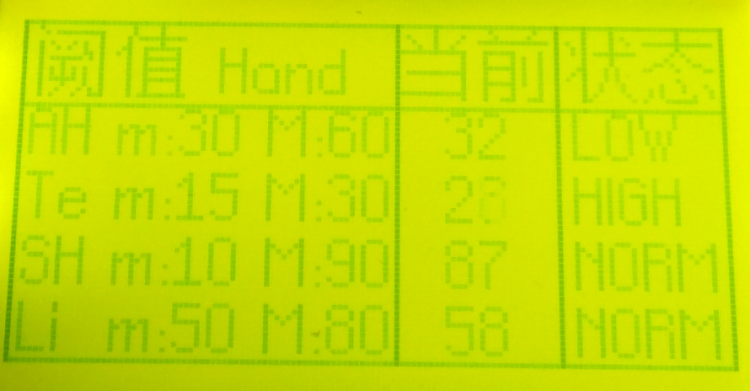 阈值 Hand 当前 状态
AH m:30 M:60 32 LOW
Te m:15 M:30 HIGH
SH m:10 M:90 87 NORM
Li m:50 M:80 58 NORM